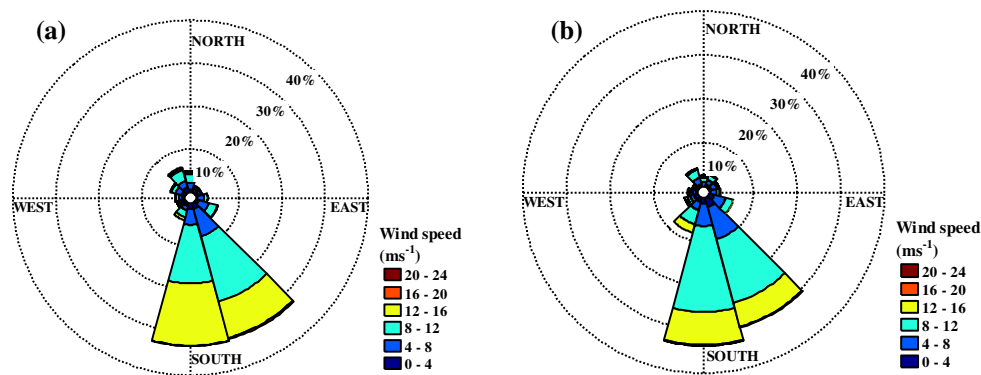 (a)
NORTH
40%
30%
20%
10%
WEST
EAST
SOUTH
Wind speed
(ms-1)
20 - 24
16 - 20
12 - 16
8 - 12
4 - 8
0 - 4
(b)
NORTH
40%
30%
20%
10%
WEST
EAST
SOUTH
Wind speed
(ms-1)
20 - 24
16 - 20
12 - 16
8 - 12
4 - 8
0 - 4